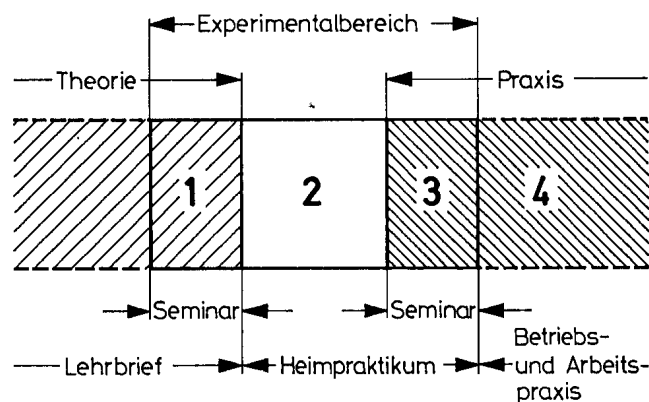 Experimentalbereich
Theorie
Praxis
1
2
3
4
Seminar
Seminar
Lehrbrief
Heimpraktikum
Betriebs-
und Arbeits-
praxis